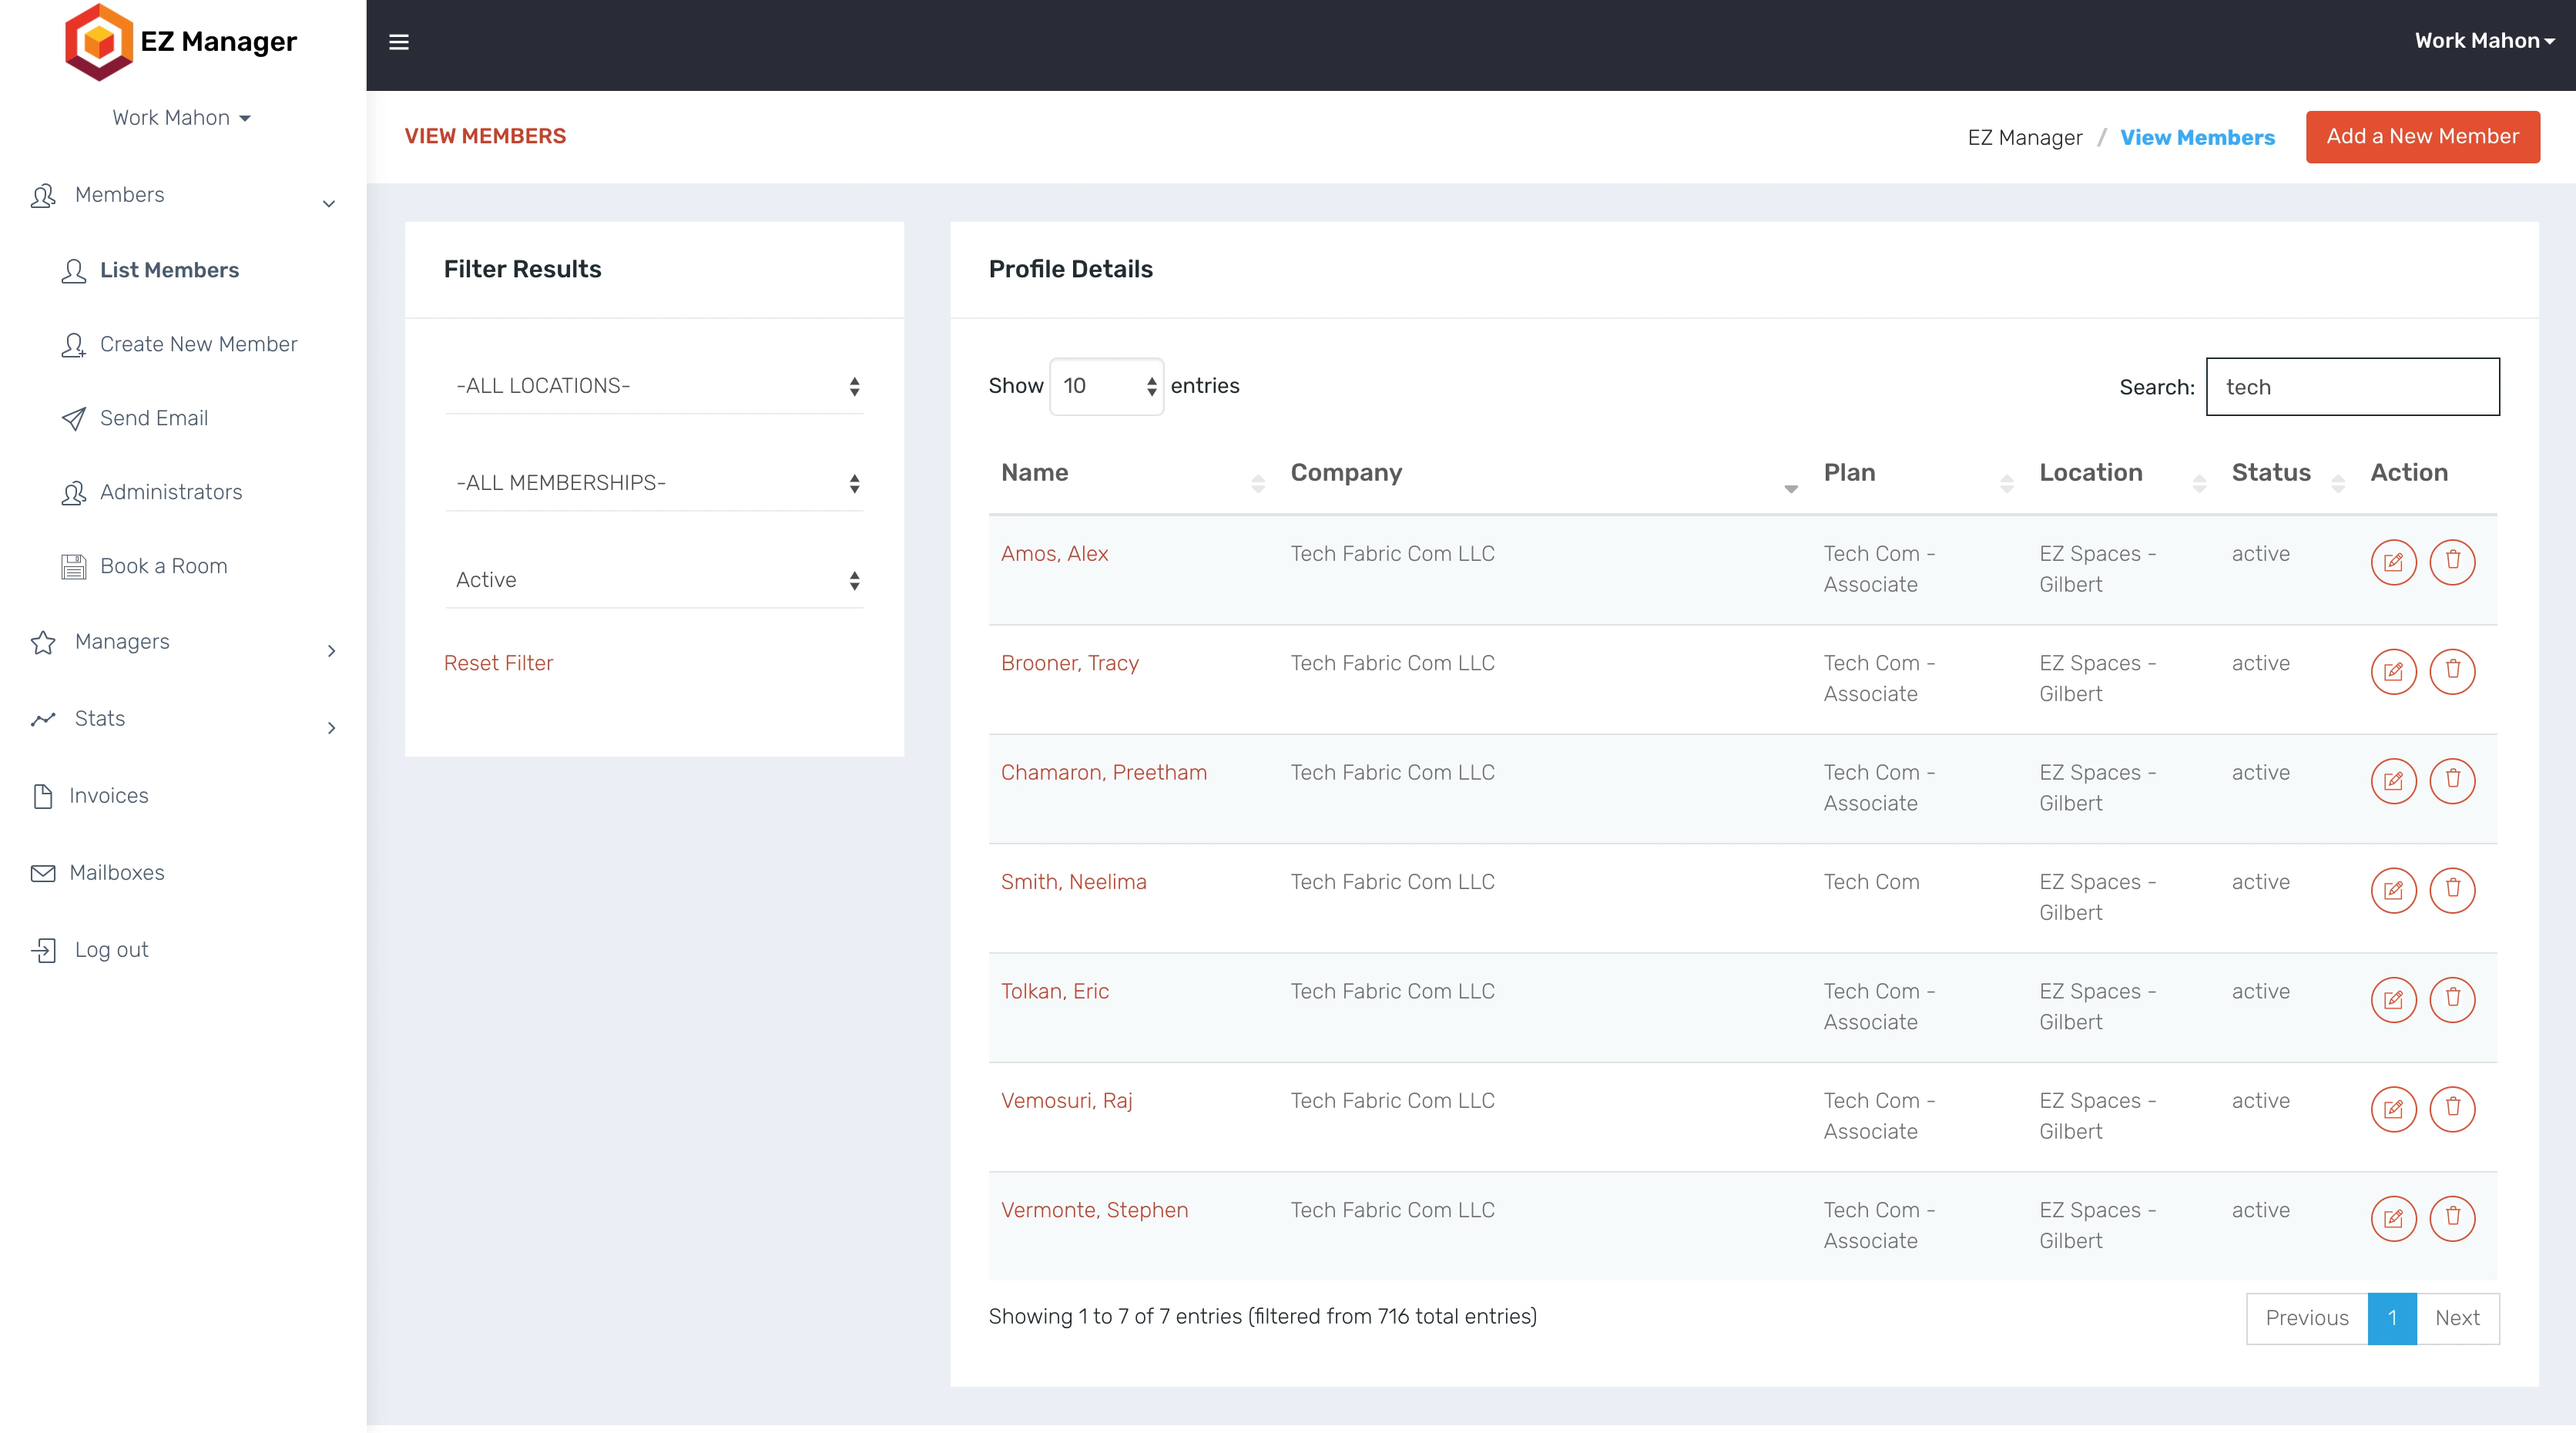 EZ Manager
Work Mahon
Work Mahon
Members
List Members
Create New Member
Send Email
Administrators
Book a Room
Managers
Stats
Invoices
Mailboxes
Log out
VIEW MEMBERS
EZ Manager / View Members
Add a New Member
Filter Results
-ALL LOCATIONS-
-ALL MEMBERSHIPS-
Active
Reset Filter
Profile Details
Show 10 entries
Search: tech
Name Company Plan Location Status Action
Amos, Alex Tech Fabric Com LLC Tech Com - EZ Spaces - active
Associate Gilbert
Brooner, Tracy Tech Fabric Com LLC Tech Com - EZ Spaces - active
Associate Gilbert
Chamaron, Preetham Tech Fabric Com LLC Tech Com - EZ Spaces - active
Associate Gilbert
Smith, Neelima Tech Fabric Com LLC Tech Com EZ Spaces - active
Gilbert
Tolkan, Eric Tech Fabric Com LLC Tech Com - EZ Spaces - active
Associate Gilbert
Vemosuri, Raj Tech Fabric Com LLC Tech Com - EZ Spaces - active
Associate Gilbert
Vermonte, Stephen Tech Fabric Com LLC Tech Com - EZ Spaces - active
Associate Gilbert
Showing 1 to 7 of 7 entries (filtered from 716 total entries)
Previous 1 Next